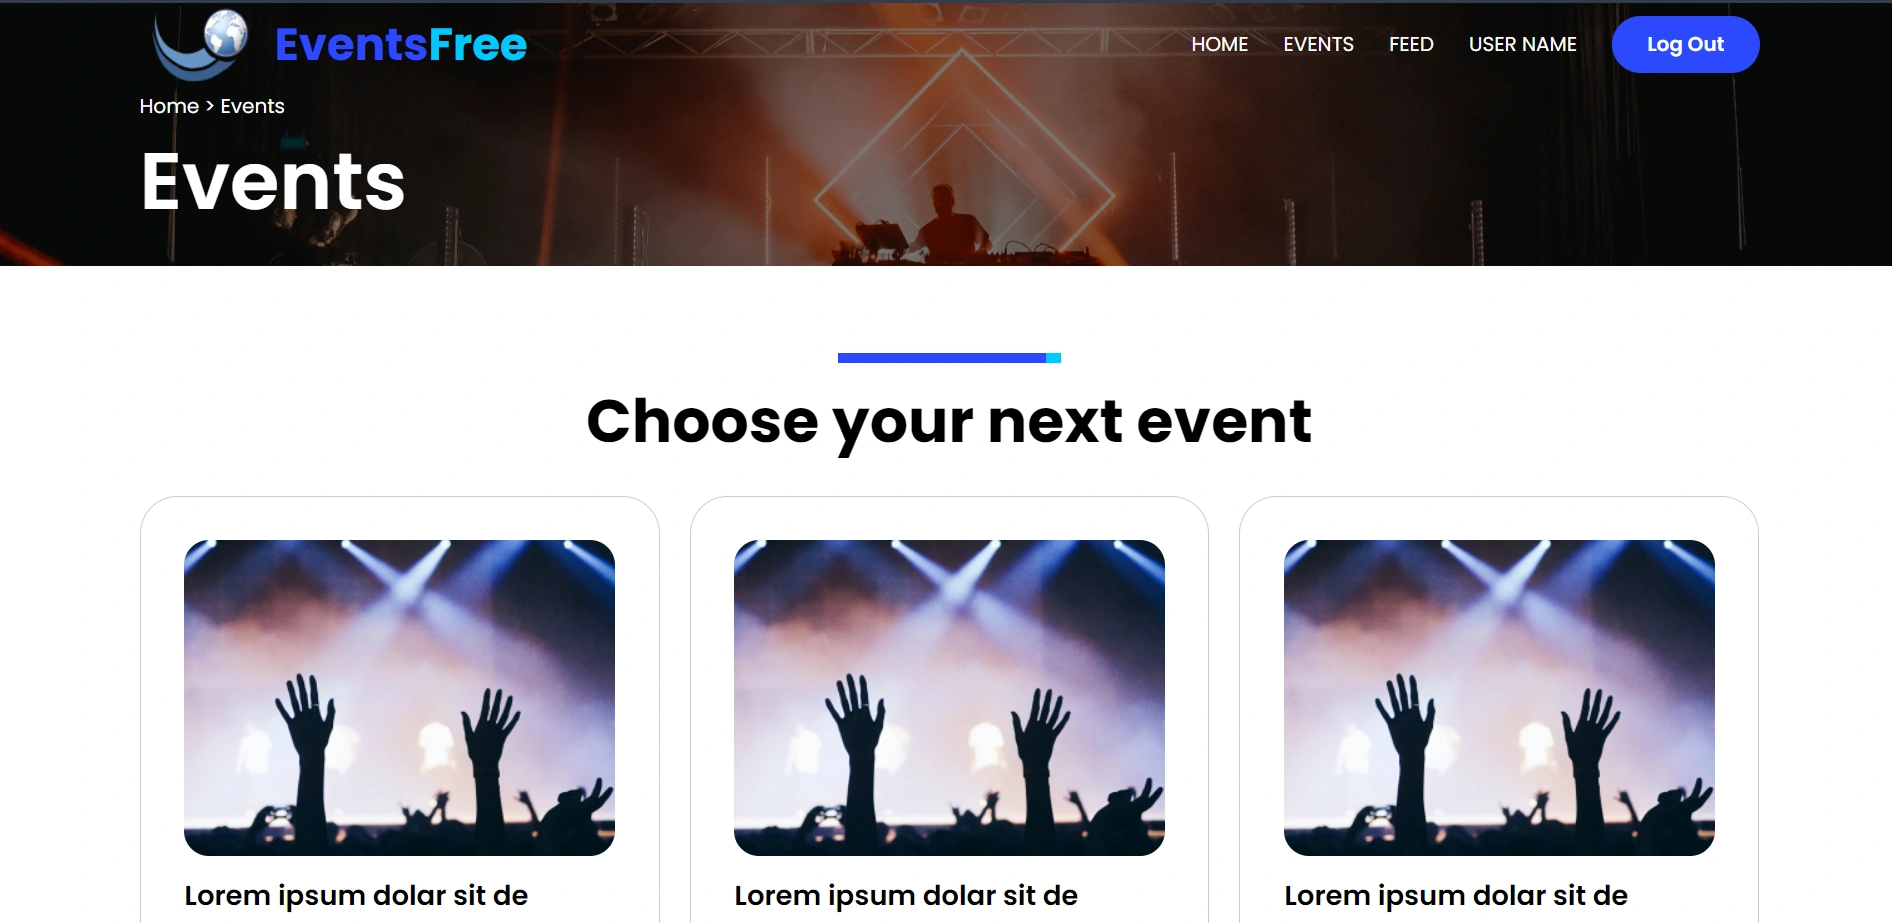 EventsFree
HOME EVENTS FEED USER NAME Log Out
Home > Events
Events
Choose your next event
Lorem ipsum dolar sit de
Lorem ipsum dolar sit de
Lorem ipsum dolar sit de